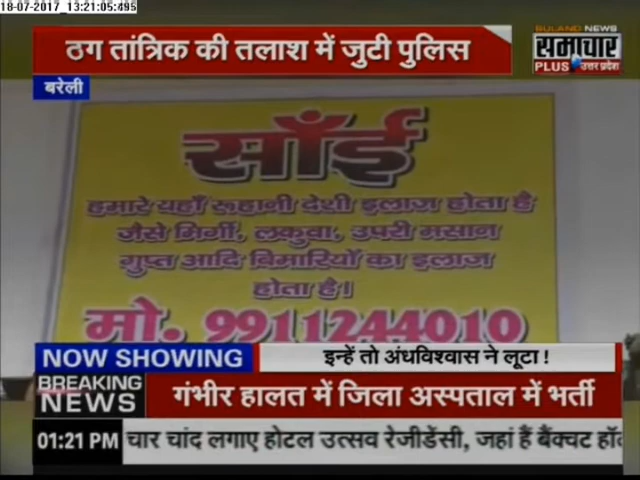 18-07-2017_13:21:05:495
BULAND NEWS
ठग तांत्रिक की तलाश में जुटी पुलिस
समाचार
PLUS उत्तर प्रदेश
बरेली
साँई
हमारे यहाँ रूहानी देशी इलाज होता है
जैसे मिर्गी, लकुवा, उपरी मसान
गुप्त आदि बिमारियों का इलाज
होता है।
मो. 9911244010
NOW SHOWING
इन्हें तो अंधविश्वास ने लूटा !
BREAKING
NEWS
गंभीर हालत में जिला अस्पताल में भर्ती
01:21 PM
चार चांद लगाए होटल उत्सव रेजीडेंसी, जहां हैं बैंक्वट